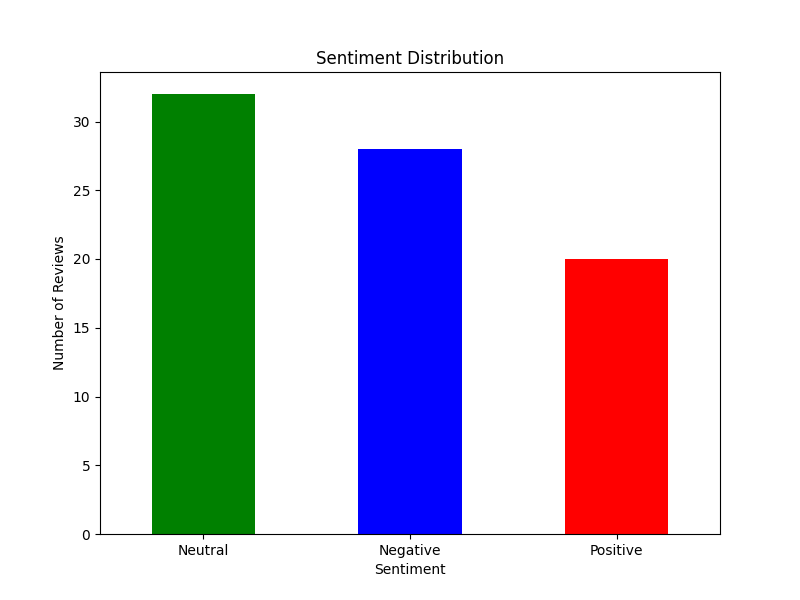 Sentiment Distribution
Number of Reviews
30
25
20
15
10
5
0
Neutral Negative Positive
Sentiment